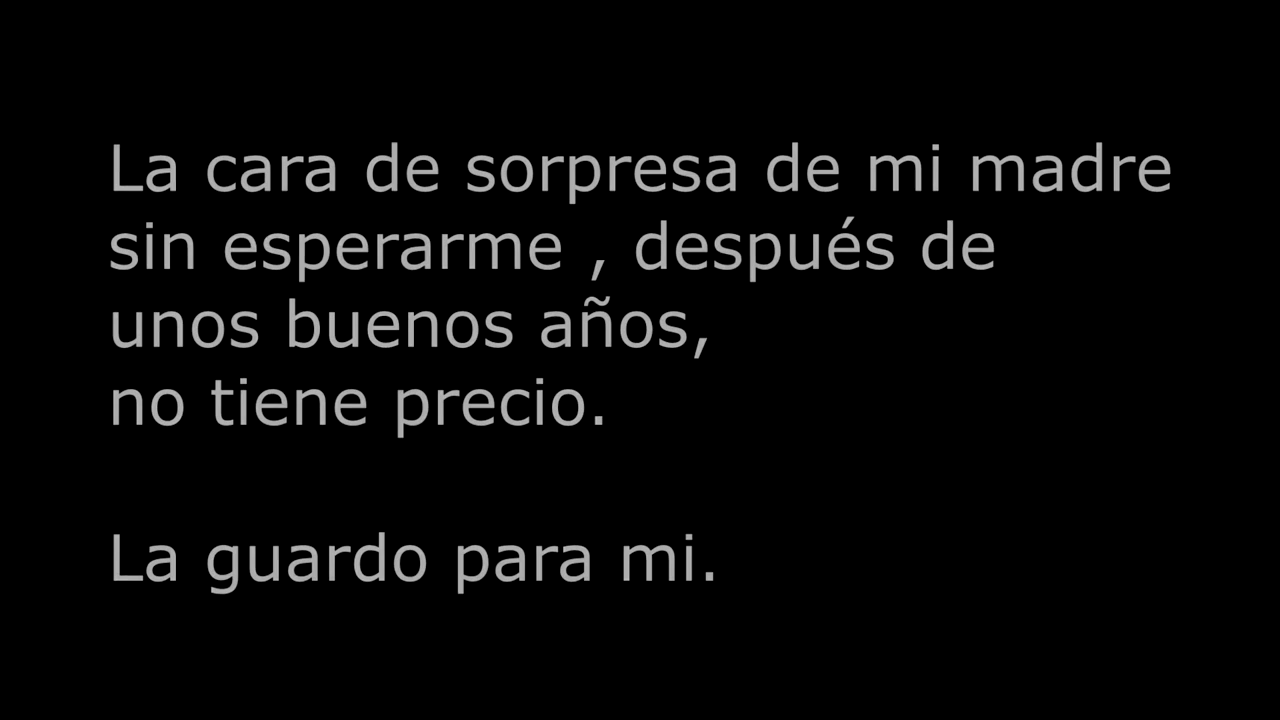 La cara de sorpresa de mi madre
sin esperarme , después de
unos buenos años,
no tiene precio.
La guardo para mi.